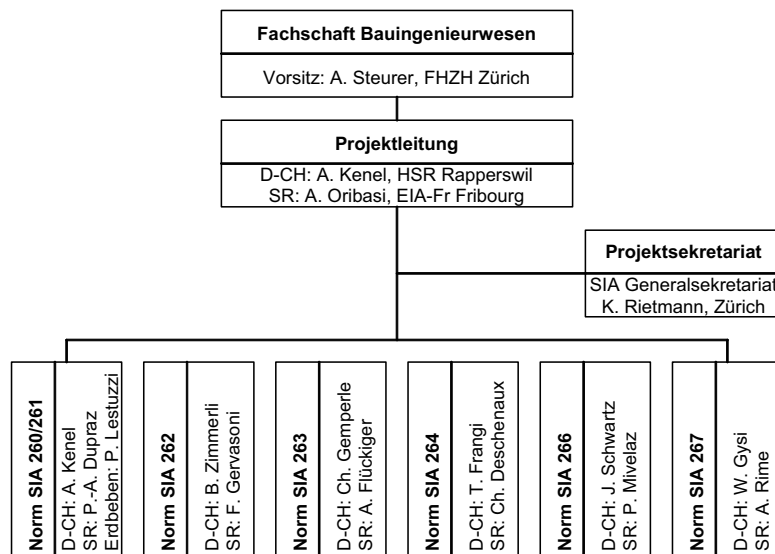 Fachschaft Bauingenieurwesen
Vorsitz: A. Steurer, FHZH Zürich
Projektleitung
D-CH: A. Kenel, HSR Rapperswil
SR: A. Oribasi, EIA-Fr Fribourg
Projektsekretariat
SIA Generalsekretariat
K. Rietmann, Zürich
Norm SIA 260/261
D-CH: A. Kenel
SR: P.-A. Dupraz
Erdbeben: P. Lestuzzi
Norm SIA 262
D-CH: B. Zimmerli
SR: F. Gervasoni
Norm SIA 263
D-CH: Ch. Gemperle
SR: A. Flückiger
Norm SIA 264
D-CH: T. Frangi
SR: Ch. Deschenaux
Norm SIA 266
D-CH: J. Schwartz
SR: P. Mivelaz
Norm SIA 267
D-CH: W. Gysi
SR: A. Rime